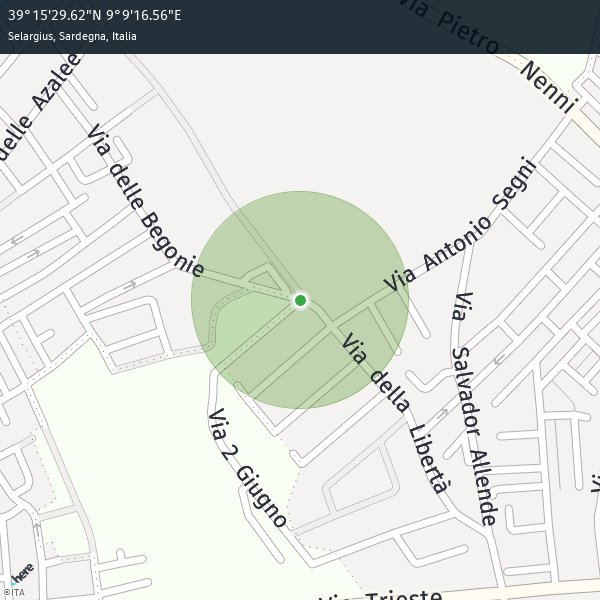 39°15'29.62"N 9°9'16.56"E
Selargius, Sardegna, Italia
Via Pietro Nenni
delle Azalee
Via delle Begonie
Via Antonio Segni
Via Salvador Allende
Via della Libertà
Via 2 Giugno
Via Trieste
here
©ITA